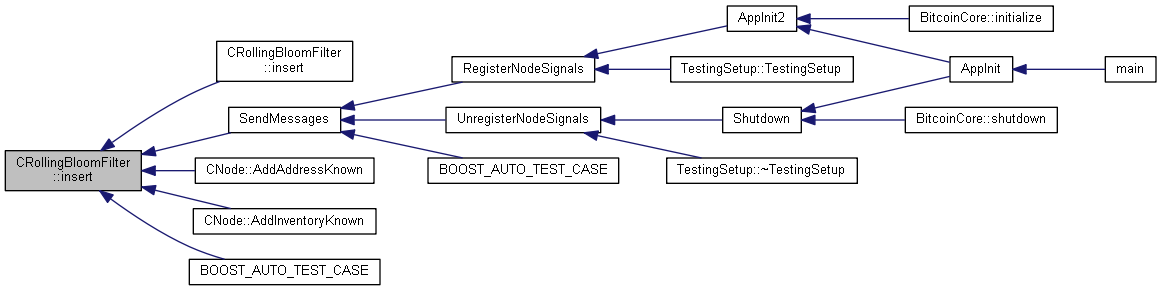 AppInit2
BitcoinCore::initialize
CRollingBloomFilter
::insert
RegisterNodeSignals
TestingSetup::TestingSetup
AppInit
main
SendMessages
UnregisterNodeSignals
Shutdown
BitcoinCore::shutdown
CRollingBloomFilter
::insert
CNode::AddAddressKnown
BOOST_AUTO_TEST_CASE
TestingSetup::~TestingSetup
CNode::AddInventoryKnown
BOOST_AUTO_TEST_CASE